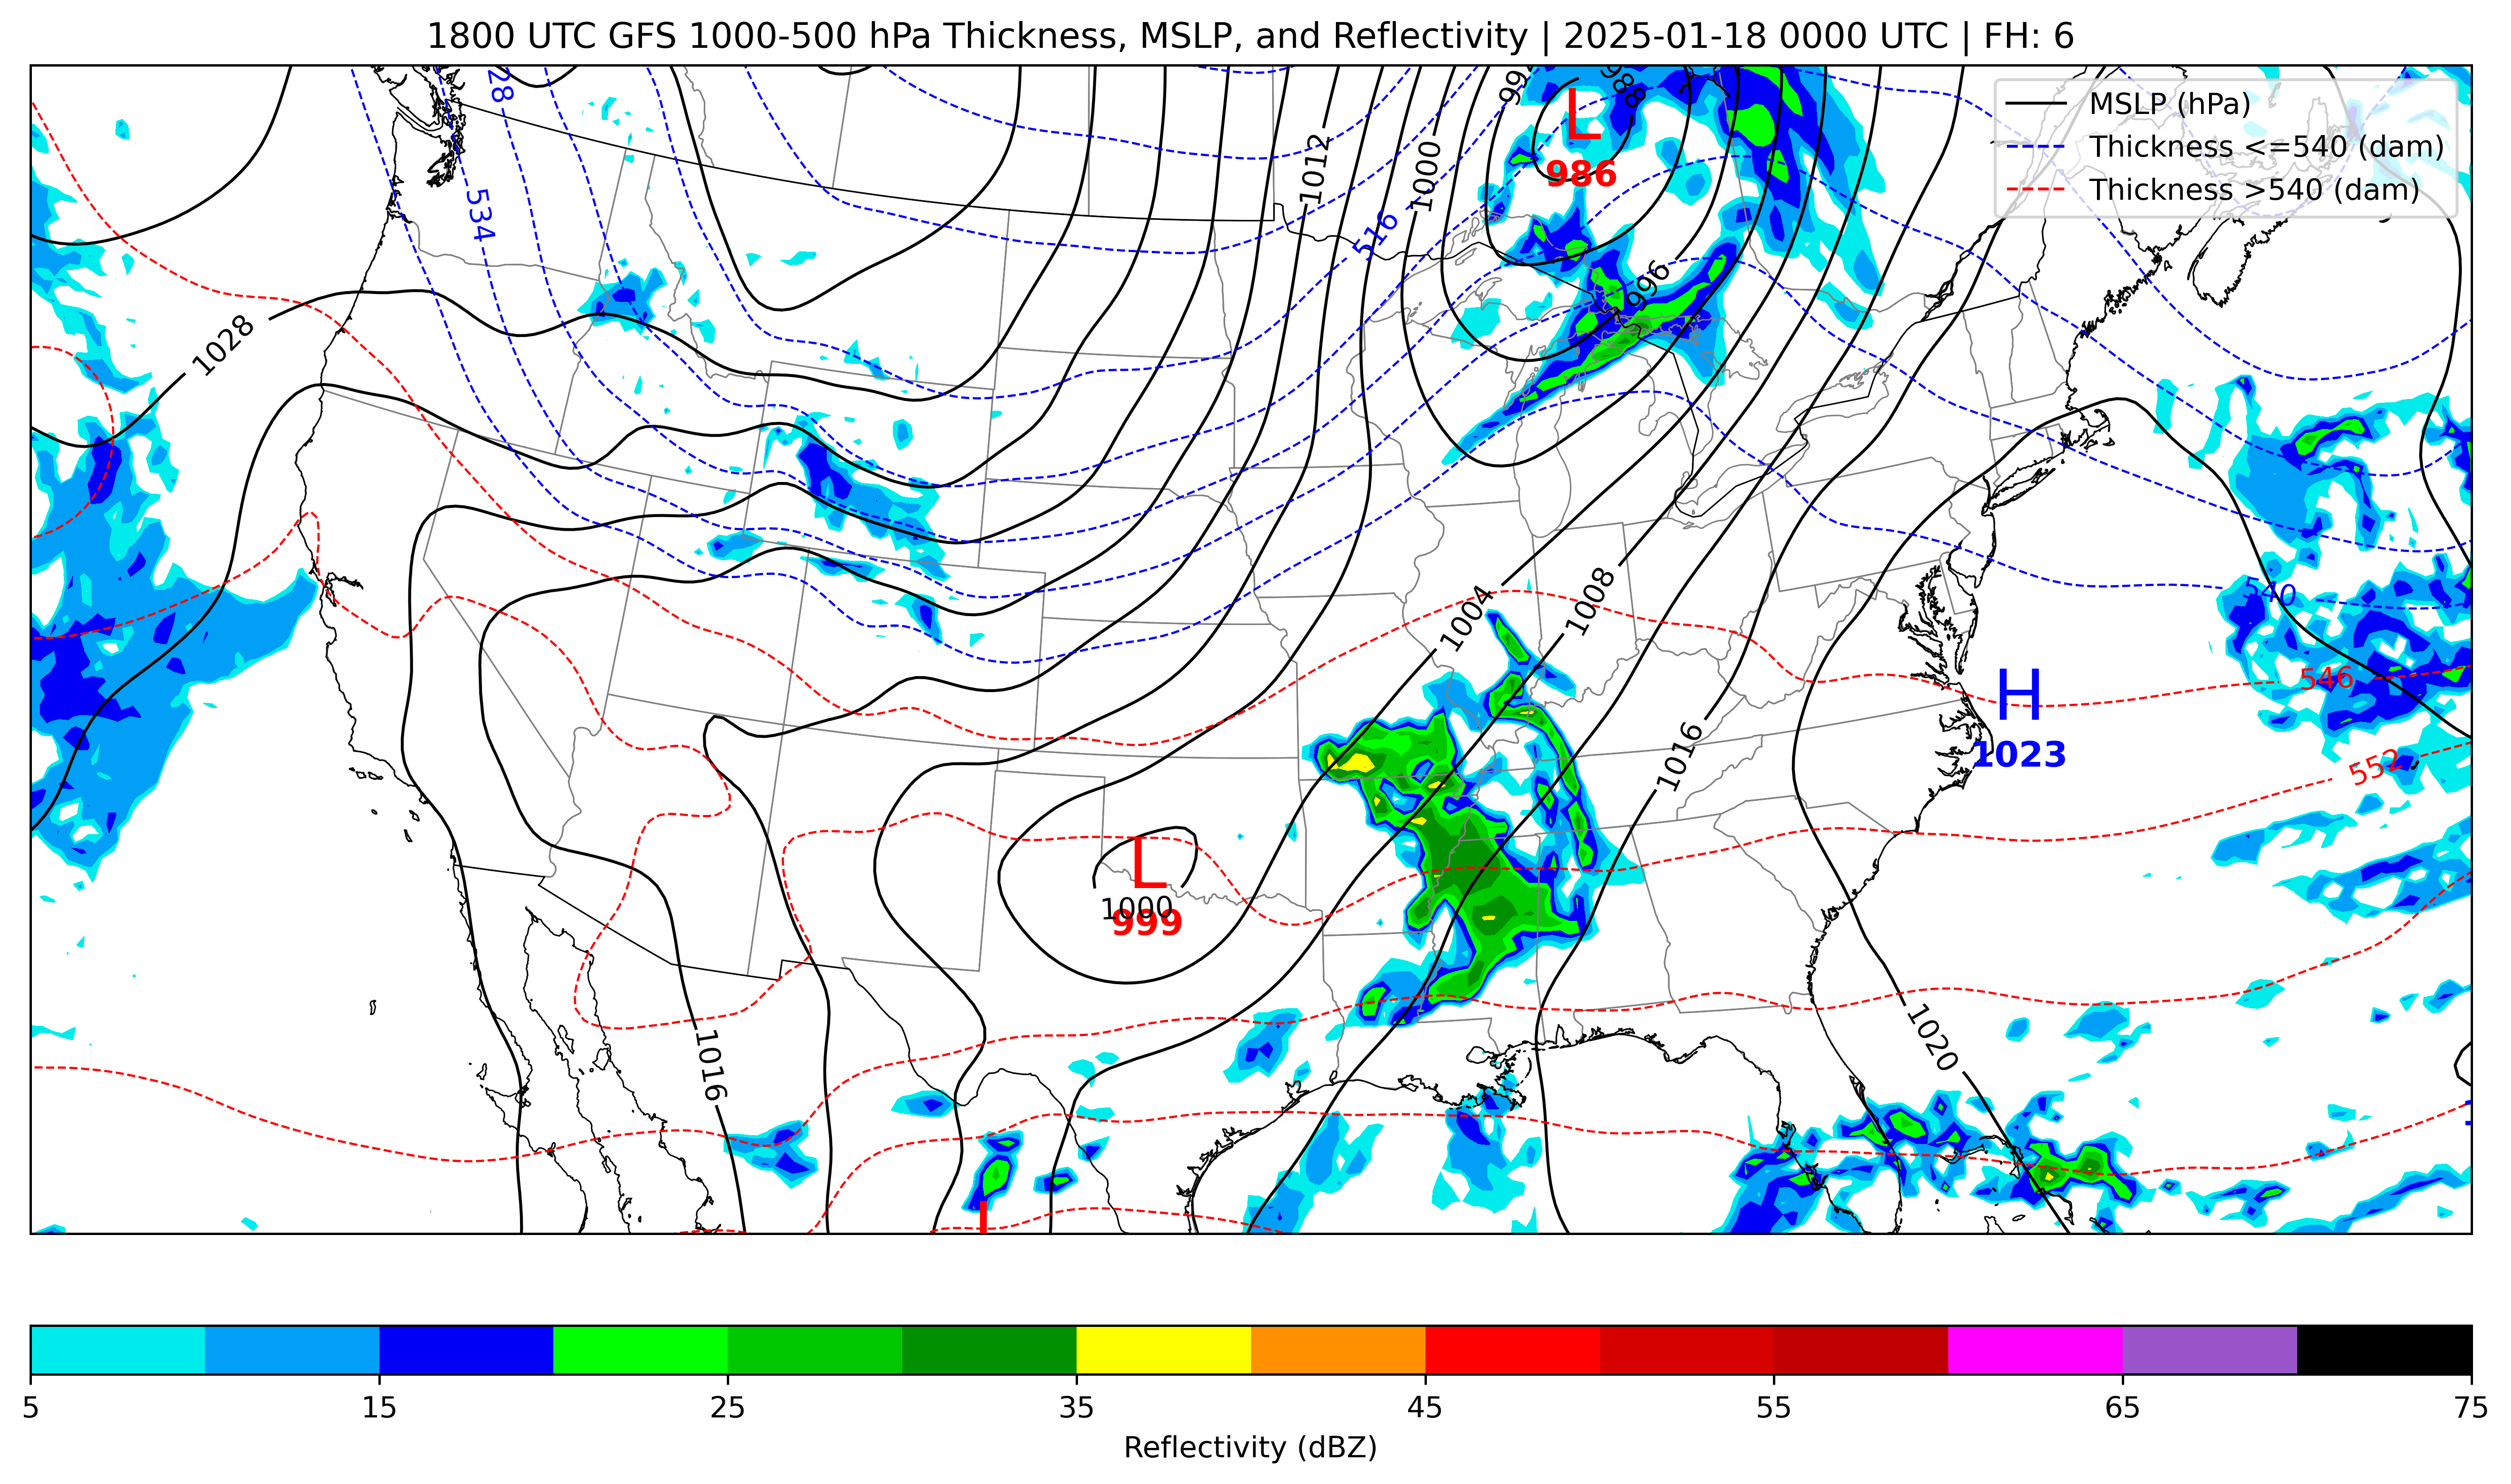 1800 UTC GFS 1000-500 hPa Thickness, MSLP, and Reflectivity | 2025-01-18 0000 UTC | FH: 6
MSLP (hPa)
Thickness <=540 (dam)
Thickness >540 (dam)
988
L
986
534
1012
1000
516
996
1028
1004
1008
540
546
H
1023
552
1016
L
1000
999
1020
1016
5 15 25 35 45 55 65 75
Reflectivity (dBZ)